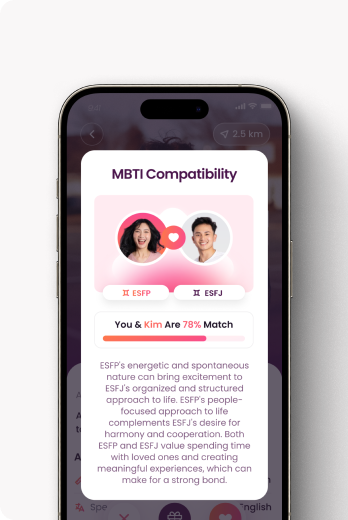 2.5 km
MBTI Compatibility
ESFP
ESFJ
You & Kim Are 78% Match
ESFP's energetic and spontaneous
nature can bring excitement to
ESFJ's organized and structured
approach to life. ESFP's people-
focused approach to life
complements ESFJ's desire for
harmony and cooperation. Both
ESFP and ESFJ value spending time
with loved ones and creating
meaningful experiences, which can
make for a strong bond.
Spe
English